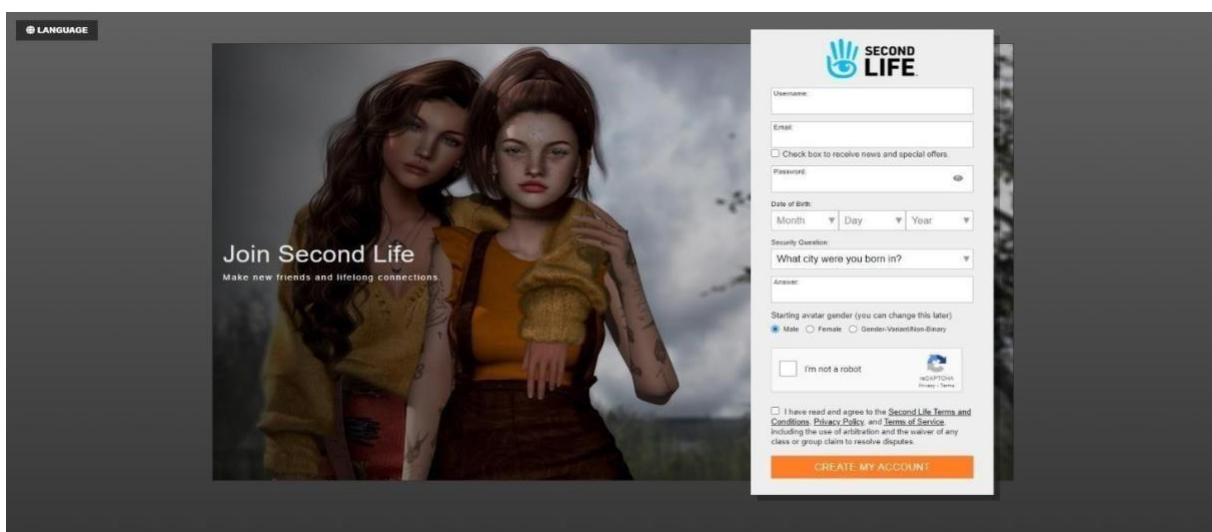 LANGUAGE
SECOND
LIFE
Join Second Life
Make new friends and lifelong connections.
Username:
Email:
Check box to receive news and special offers.
Password:
Date of Birth:
Month Day Year
Security Question:
What city were you born in?
Answer:
Starting avatar gender (you can change this later)
Male Female Gender-Variant/Non-Binary
I'm not a robot
reCAPTCHA
Privacy - Terms
I have read and agree to the Second Life Terms and
Conditions, Privacy Policy, and Terms of Service,
including the use of arbitration and the waiver of any
class or group claim to resolve disputes.
CREATE MY ACCOUNT